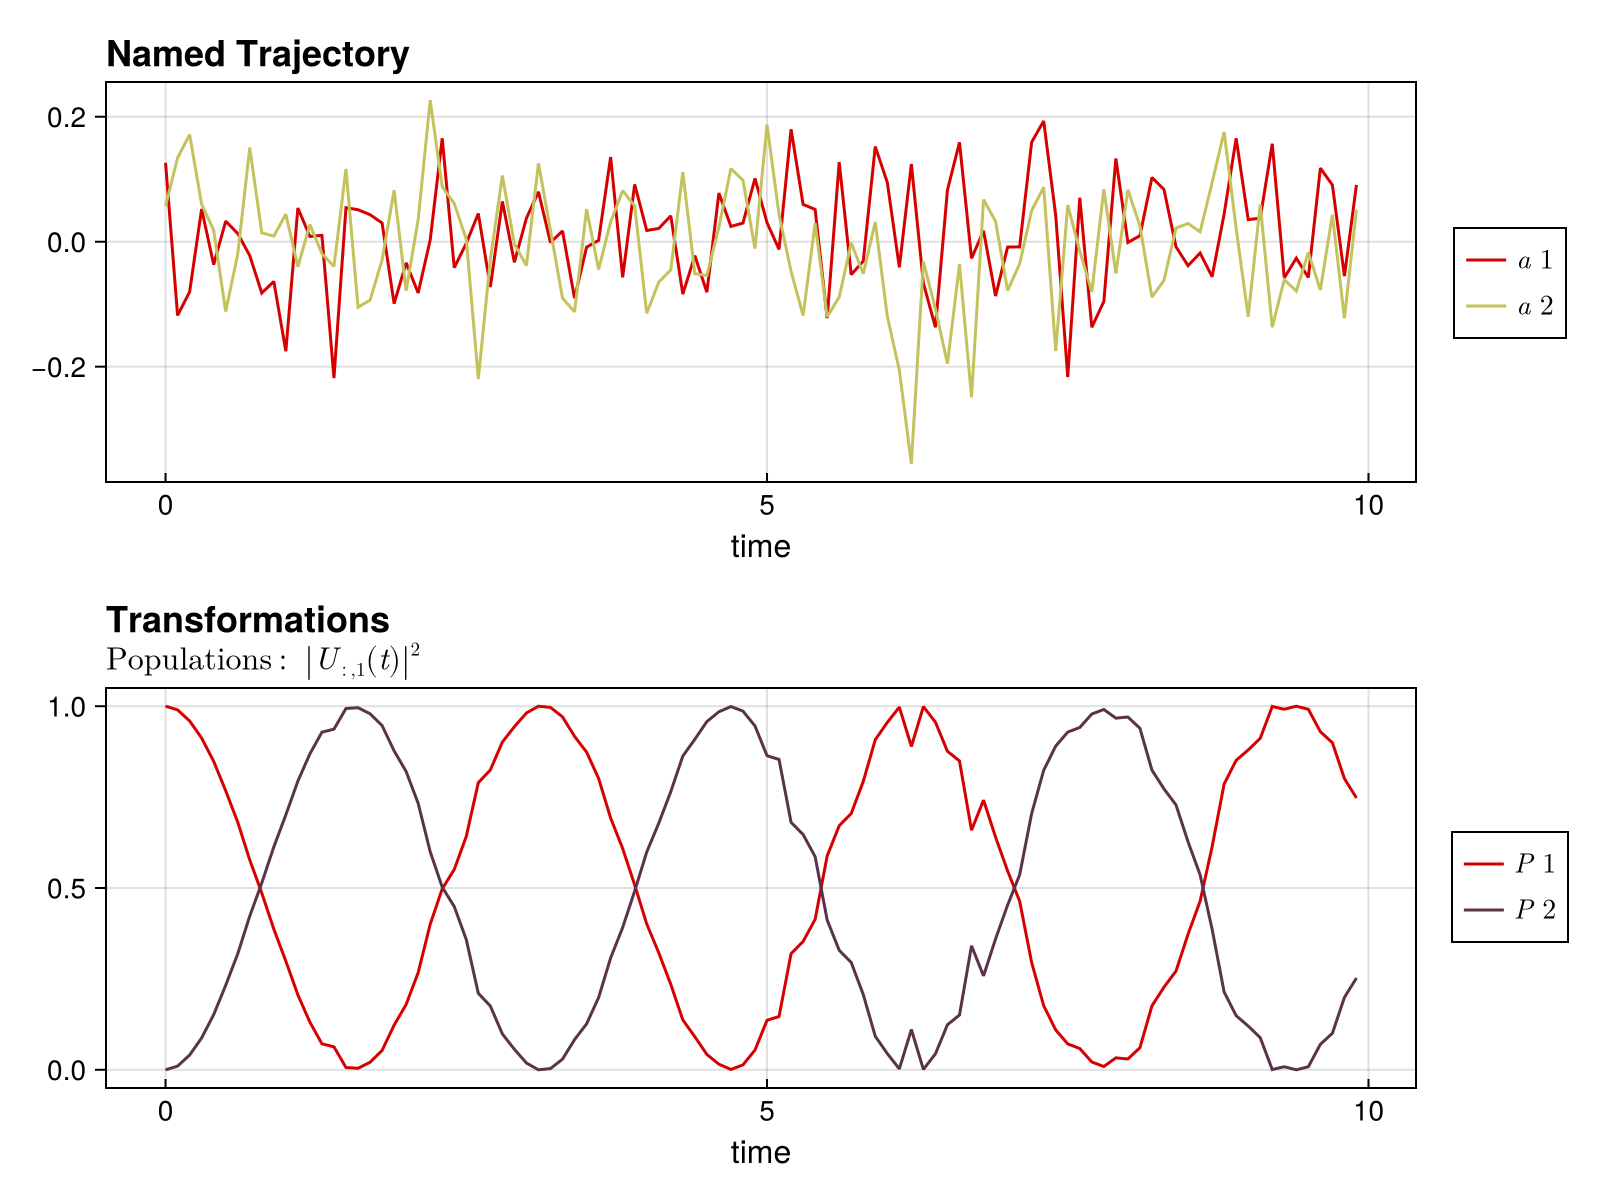 Named Trajectory
0.2
0.0
−0.2
0 5 10
time
a 1
a 2
Transformations
Populations: |U:,1(t)|²
1.0
0.5
0.0
0 5 10
time
P 1
P 2